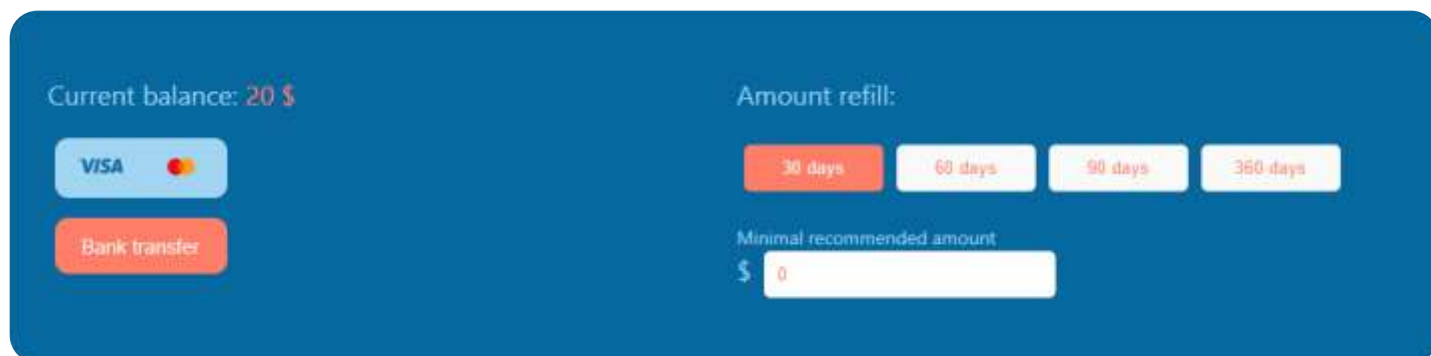 Current balance: 20 $
VISA
Bank transfer
Amount refill:
30 days 60 days 90 days 360 days
Minimal recommended amount
$ 0